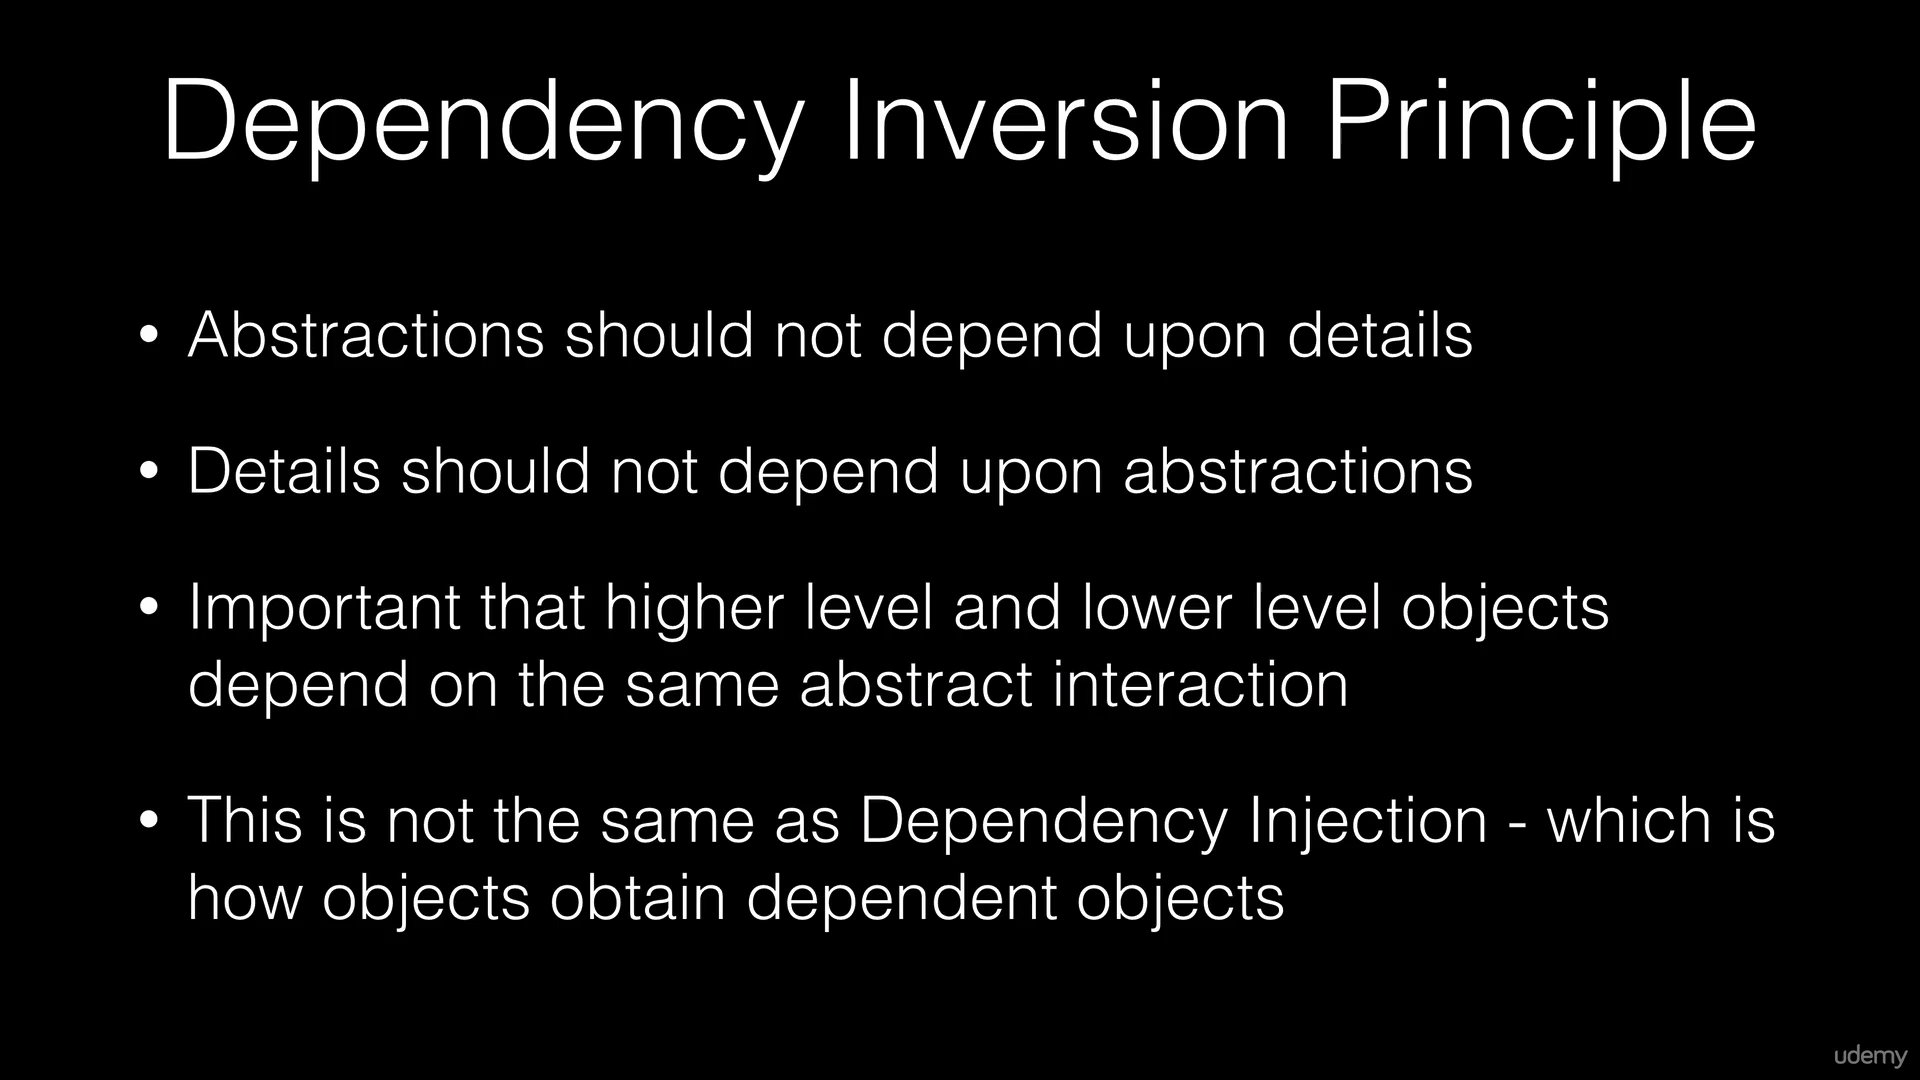 Dependency Inversion Principle
• Abstractions should not depend upon details
• Details should not depend upon abstractions
• Important that higher level and lower level objects
depend on the same abstract interaction
• This is not the same as Dependency Injection - which is
how objects obtain dependent objects
udemy